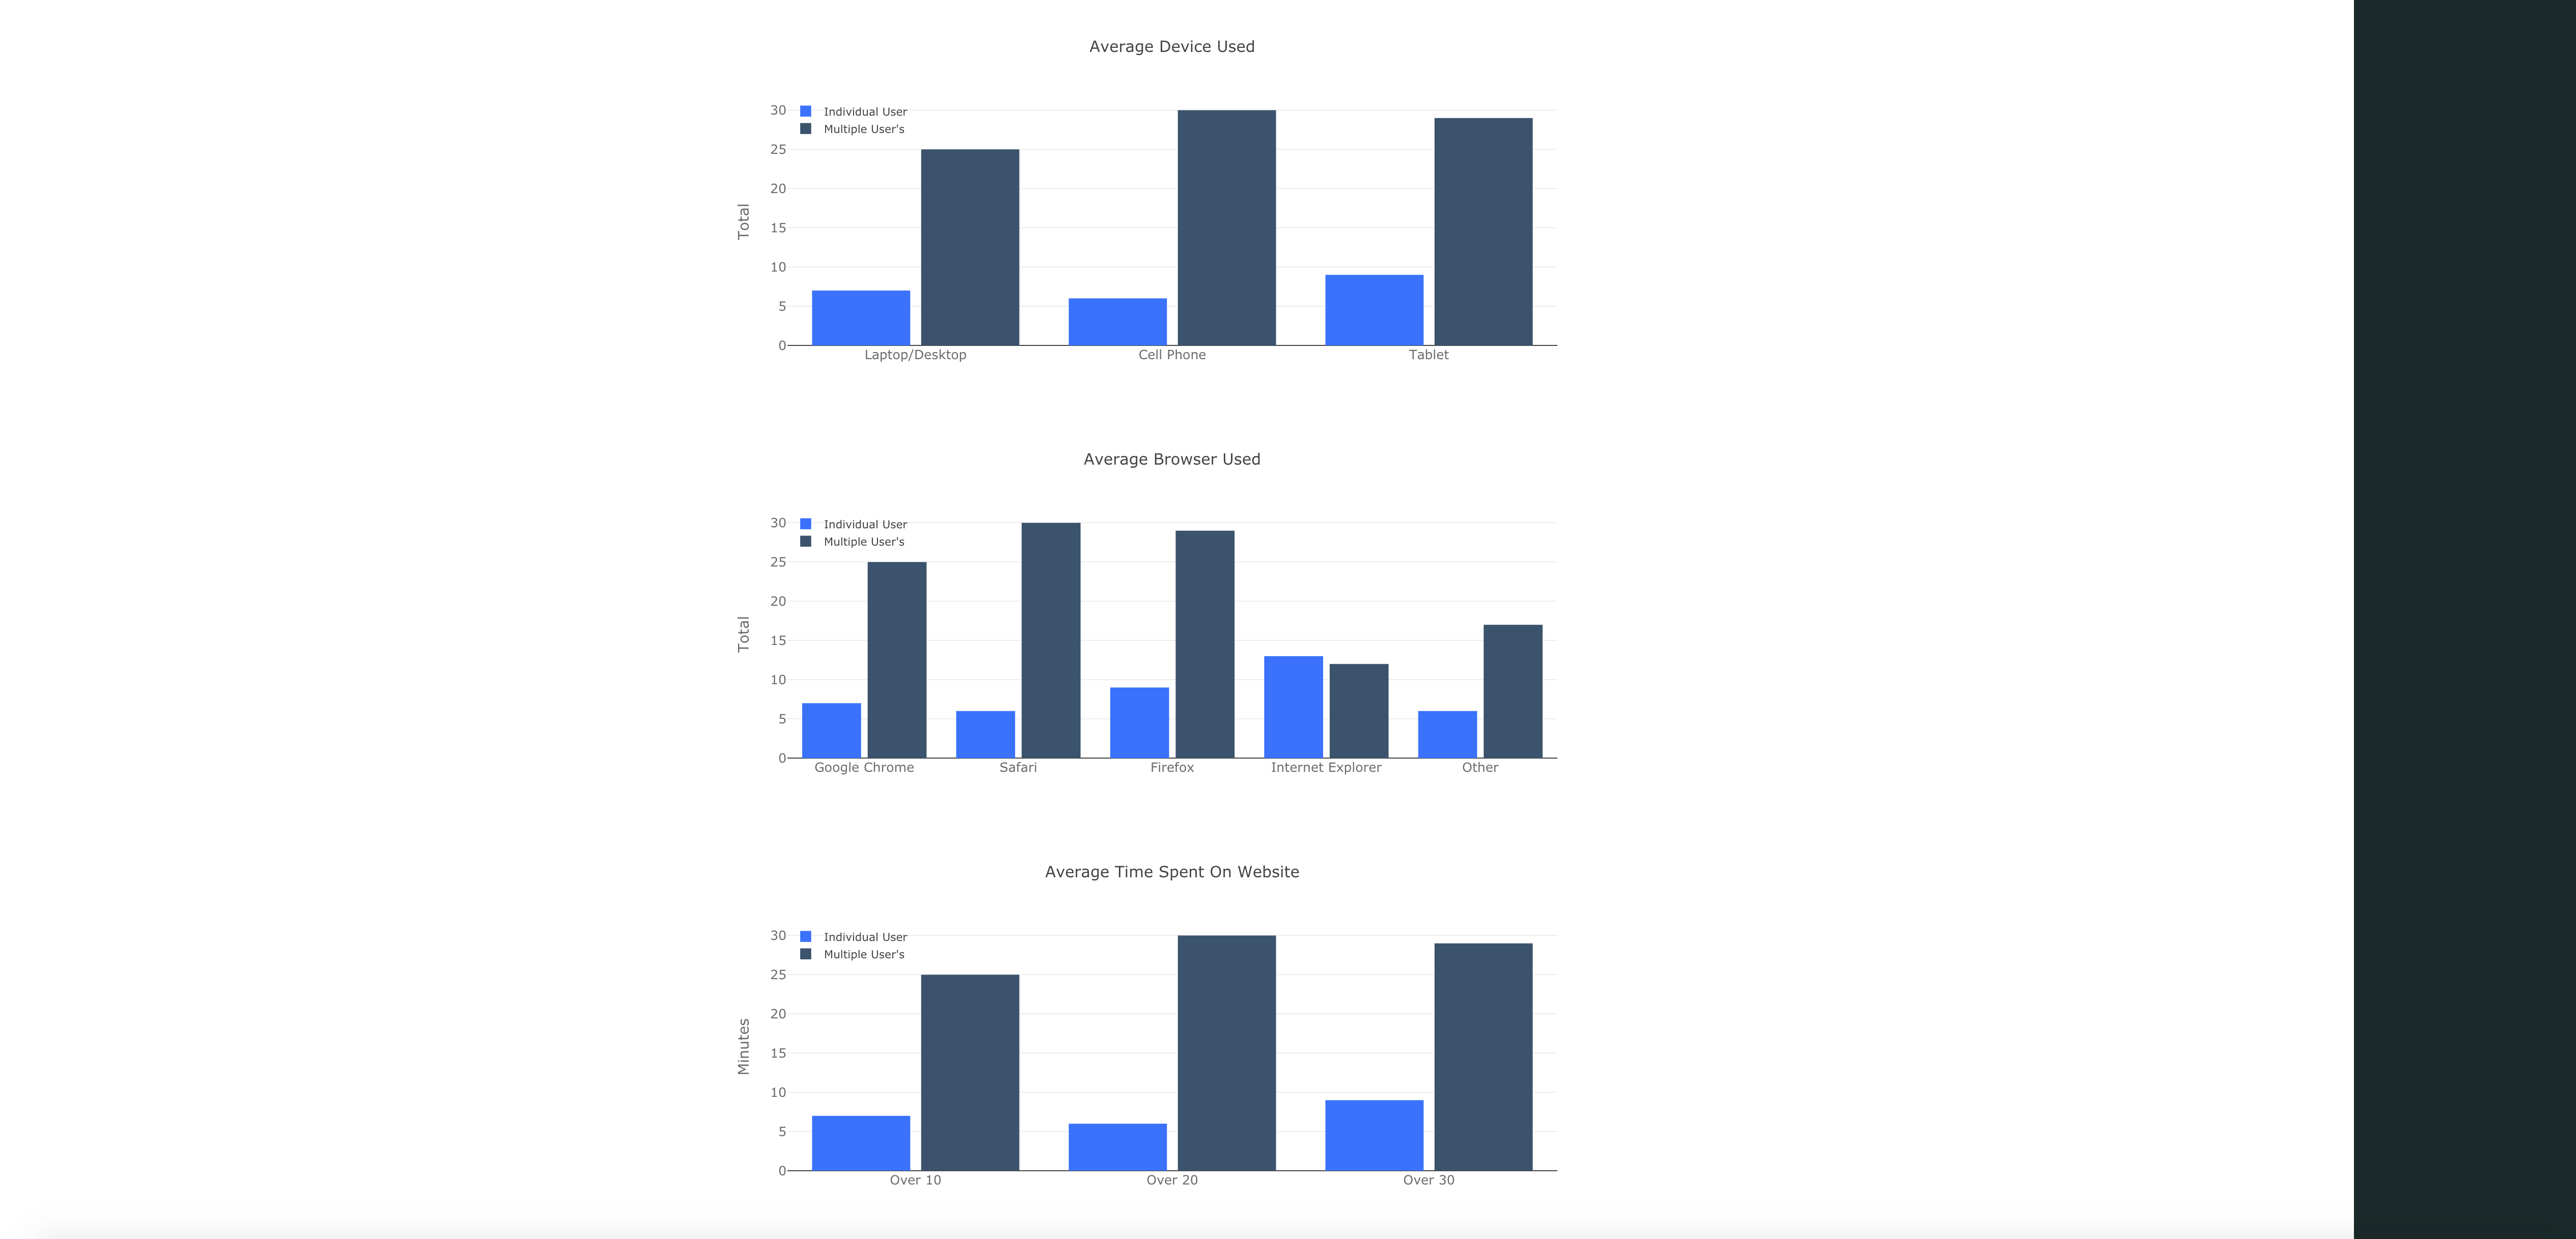 Average Device Used
30
Individual User
Multiple User's
25
20
15
10
5
0
Total
Laptop/Desktop Cell Phone Tablet
Average Browser Used
30
Individual User
Multiple User's
25
20
15
10
5
0
Total
Google Chrome Safari Firefox Internet Explorer Other
Average Time Spent On Website
30
Individual User
Multiple User's
25
20
15
10
5
0
Minutes
Over 10 Over 20 Over 30